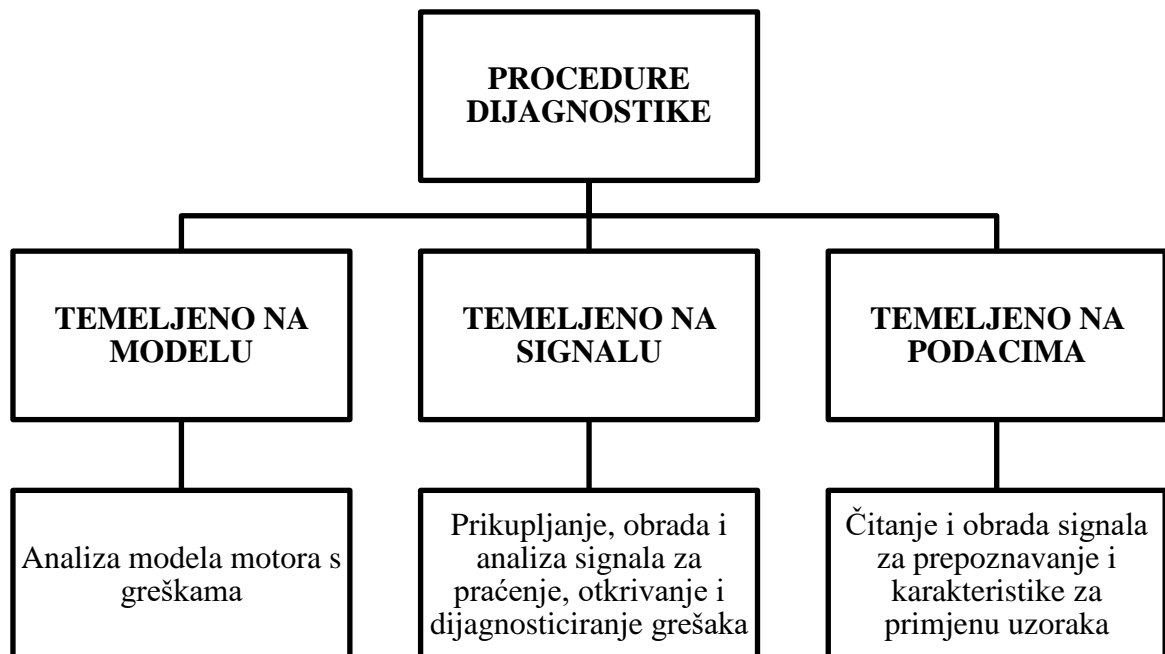 PROCEDURE
DIJAGNOSTIKE
TEMELJENO NA
MODELU
TEMELJENO NA
SIGNALU
TEMELJENO NA
PODACIMA
Analiza modela motora s
greškama
Prikupljanje, obrada i
analiza signala za
praćenje, otkrivanje i
dijagnosticiranje grešaka
Čitanje i obrada signala
za prepoznavanje i
karakteristike za
primjenu uzoraka